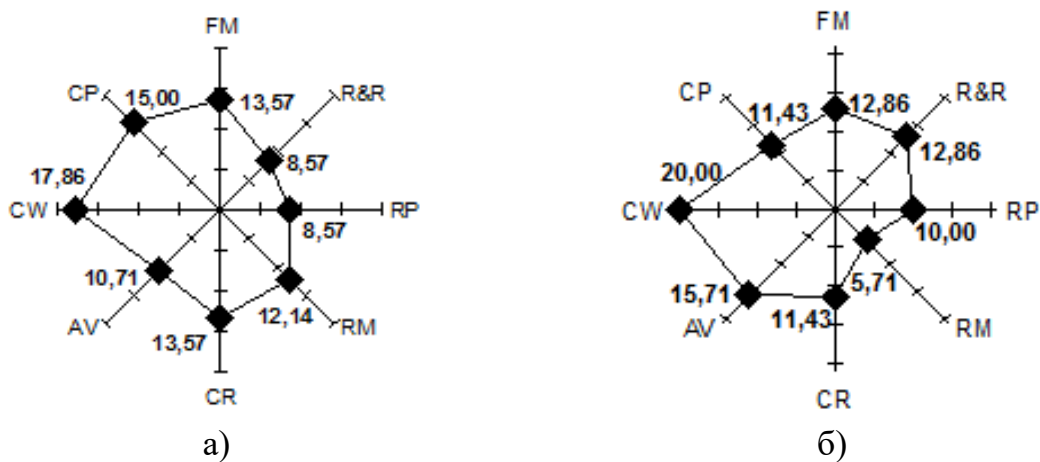 FM
CP
15,00
13,57
R&R
17,86
8,57
CW
RP
8,57
10,71
AV
12,14
RM
13,57
CR
а)
FM
CP
11,43
12,86
R&R
20,00
12,86
CW
RP
10,00
15,71
5,71
AV
11,43
RM
CR
б)